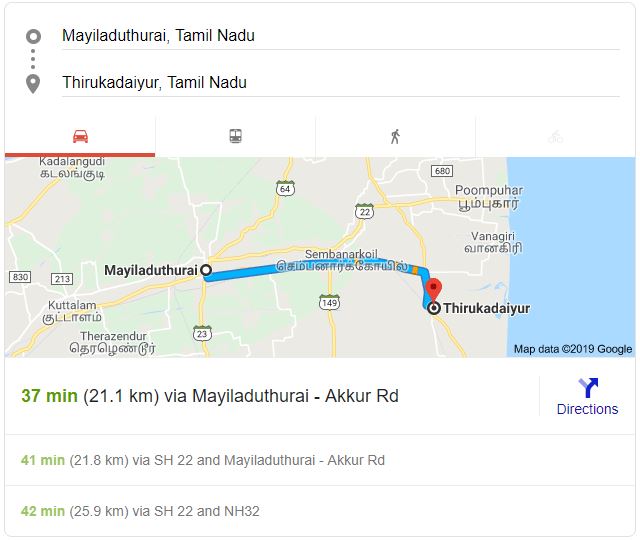 Mayiladuthurai, Tamil Nadu
Thirukadaiyur, Tamil Nadu
Kadalangudi
கடலங்குடி
680
64
Poompuhar
பூம்புகார்
22
Vanagiri
வானகிரி
Sembanarkoil
செம்பனார்க்கோயில்
Mayiladuthurai
830
213
Kuttalam
குட்டாலம்
149
Thirukadaiyur
23
Therazendur
தெரழெண்டூர்
Map data ©2019 Google
37 min (21.1 km) via Mayiladuthurai - Akkur Rd
Directions
41 min (21.8 km) via SH 22 and Mayiladuthurai - Akkur Rd
42 min (25.9 km) via SH 22 and NH32